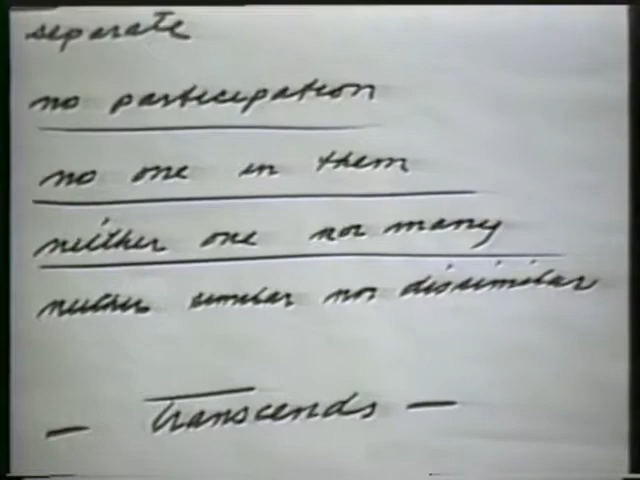 separate
no participation
no one in them
neither one nor many
neither similar nor dissimilar
— Transcends —